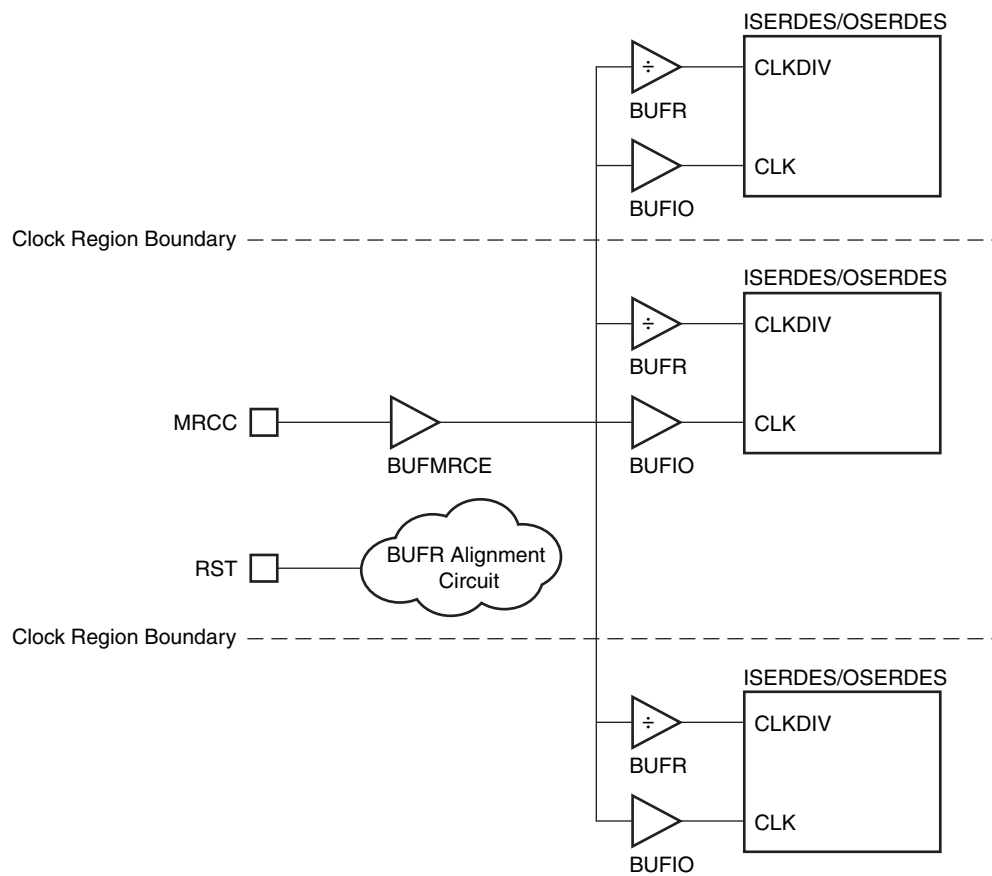 ISERDES/OSERDES
÷
CLKDIV
BUFR
CLK
BUFIO
Clock Region Boundary
ISERDES/OSERDES
÷
CLKDIV
BUFR
MRCC
CLK
BUFMRCE
BUFIO
RST
BUFR Alignment
Circuit
Clock Region Boundary
ISERDES/OSERDES
÷
CLKDIV
BUFR
CLK
BUFIO